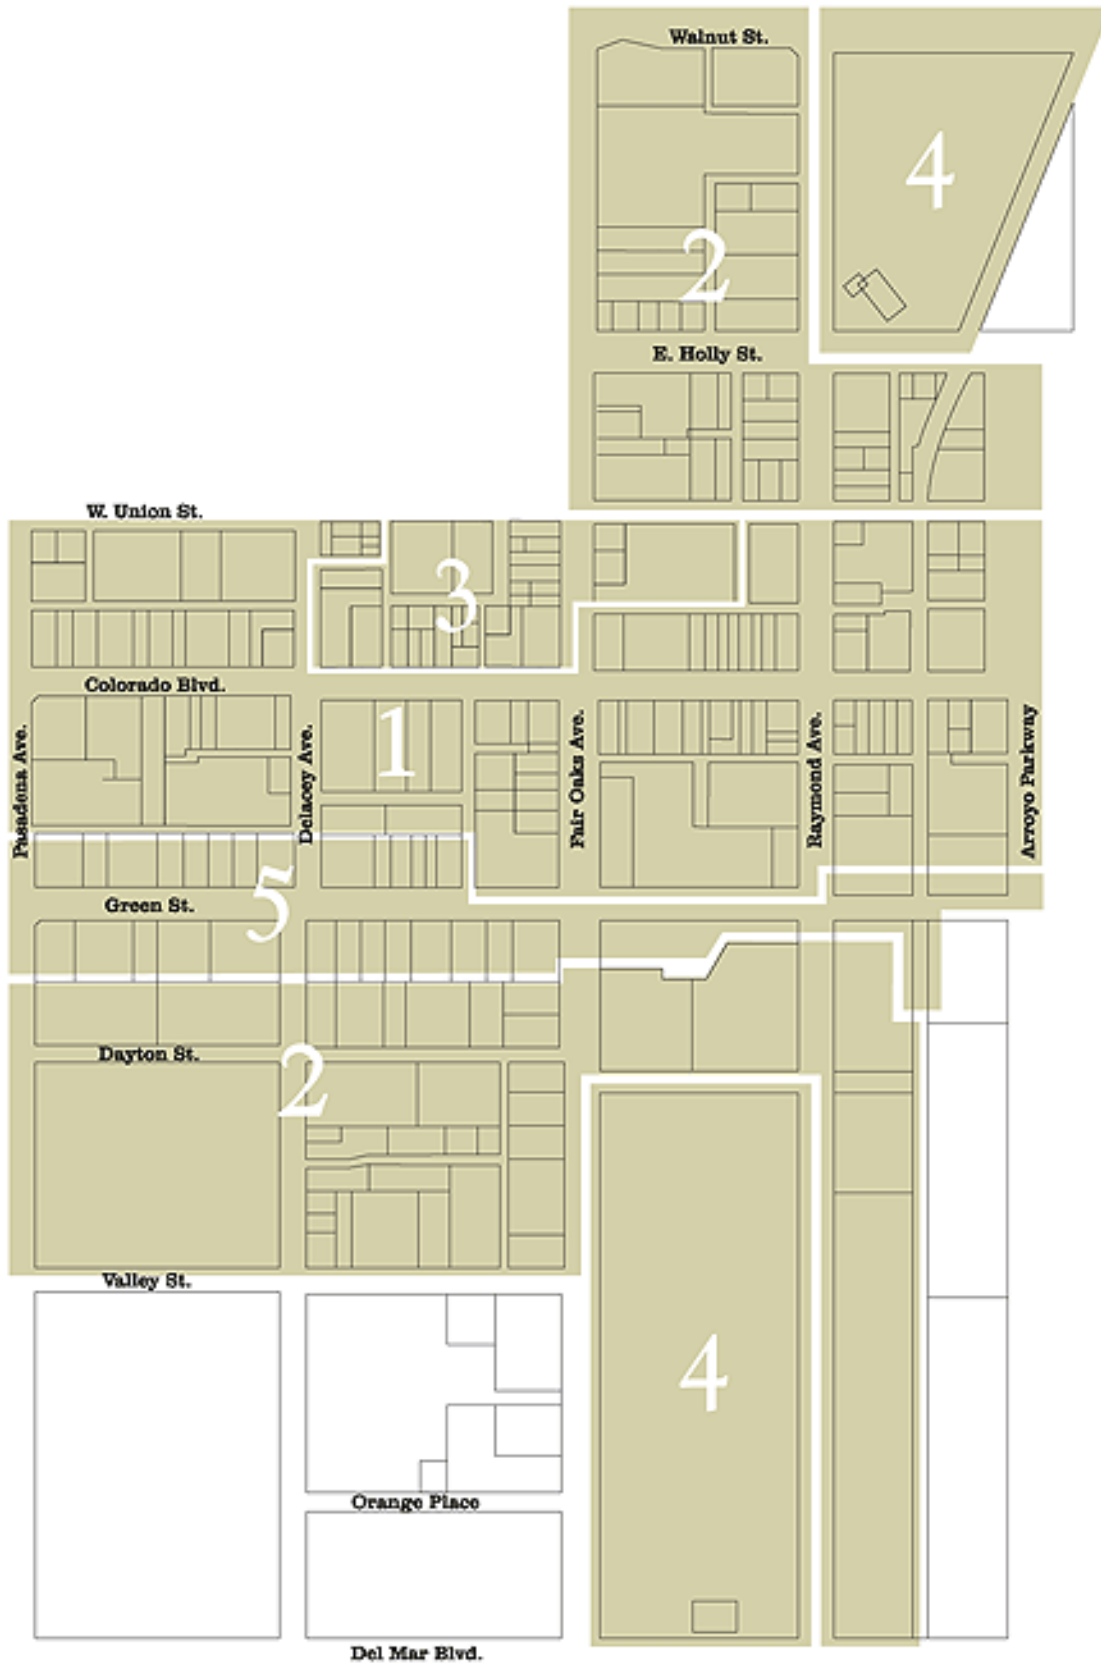 Walnut St.
4
2
E. Holly St.
W. Union St.
3
Colorado Blvd.
1
Pasadena Ave.
Delacey Ave.
Fair Oaks Ave.
Raymond Ave.
Arroyo Parkway
5
Green St.
Dayton St.
2
Valley St.
4
Orange Place
Del Mar Blvd.